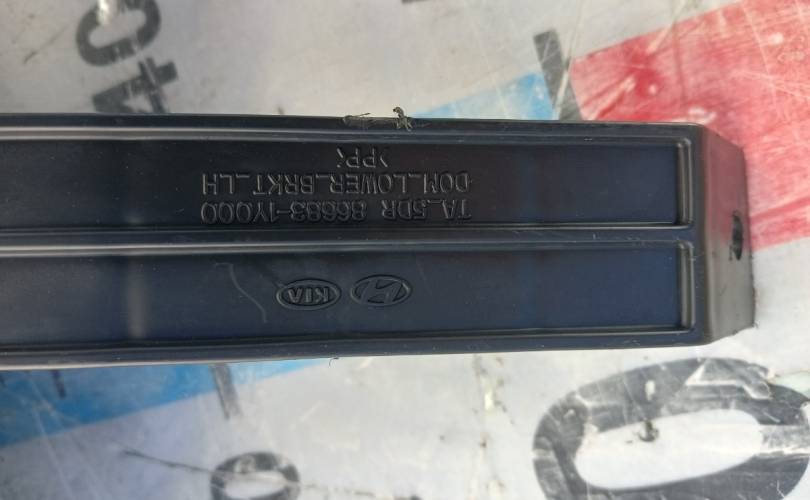 TA_5DR 86683-1Y000
DOM_LOWER_BRKT_LH
>PP<
KIA